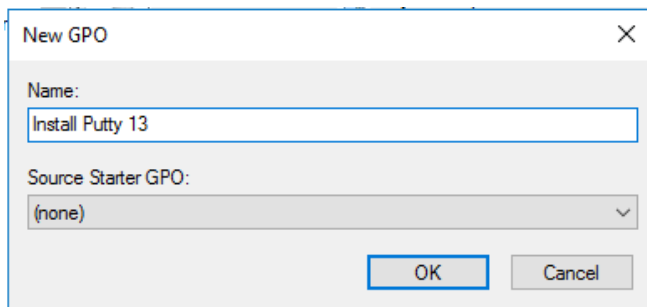 New GPO
Name:
Install Putty 13
Source Starter GPO:
(none)
OK
Cancel